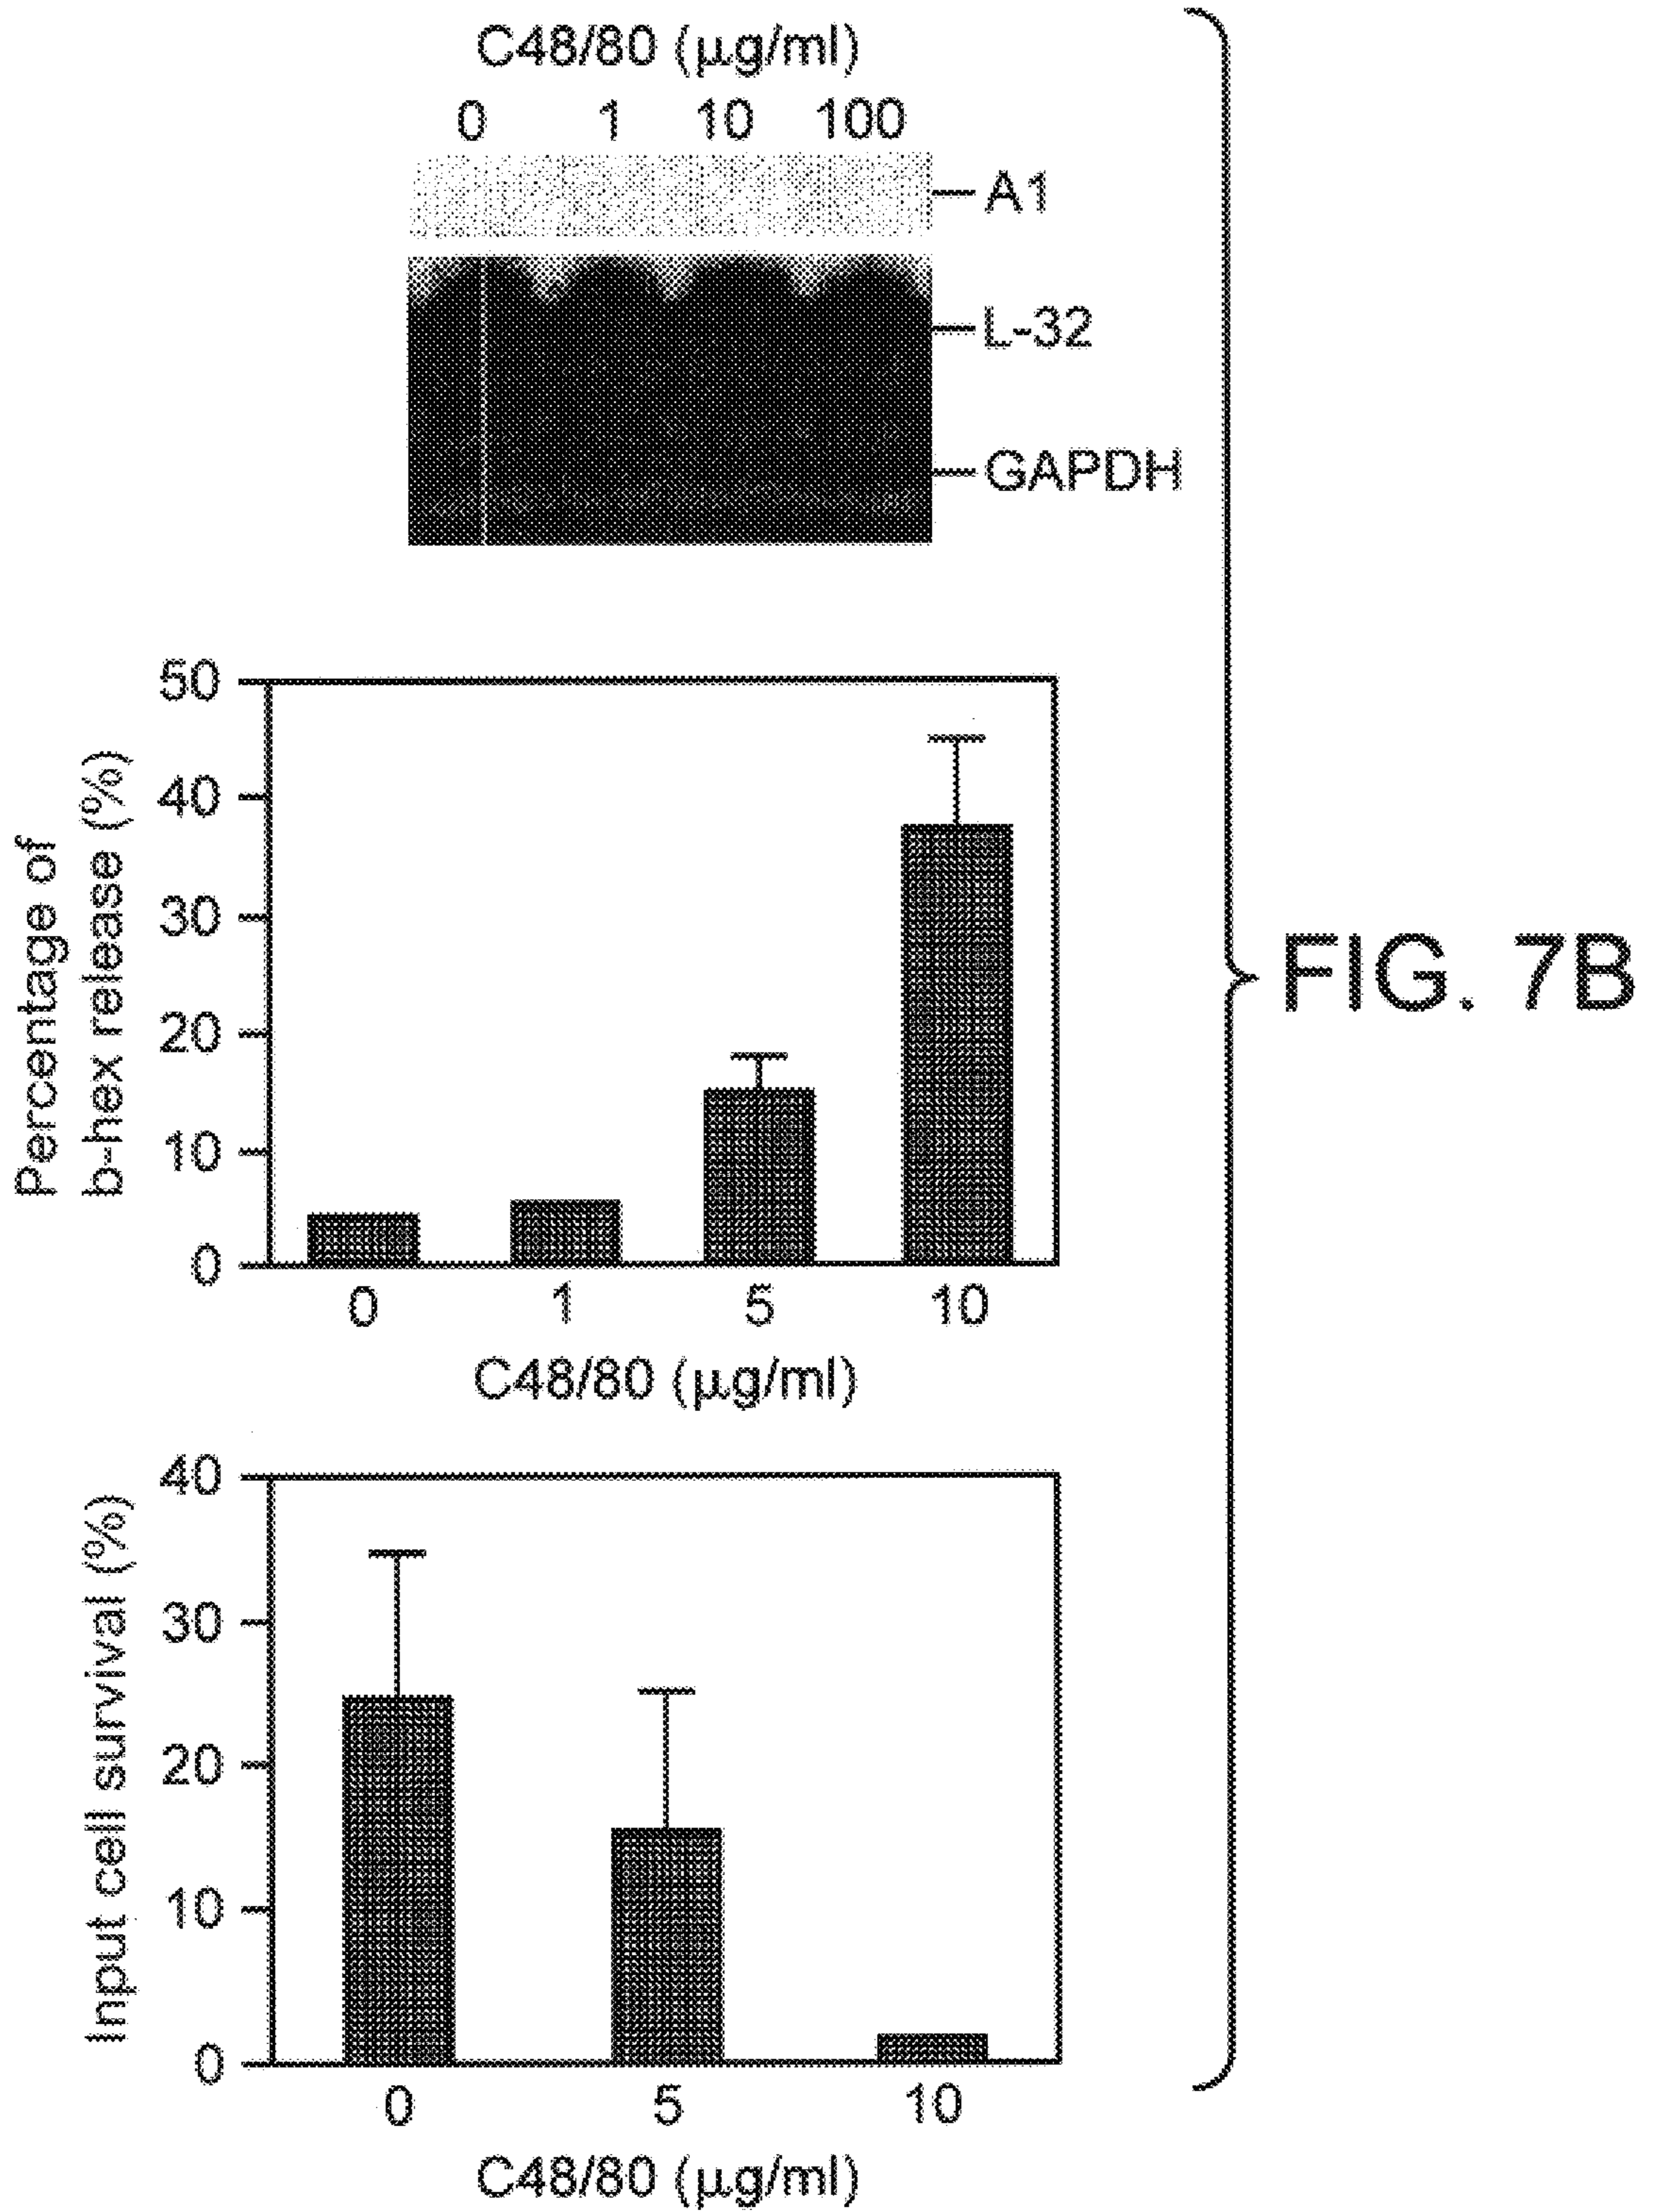 C48/80 (μg/ml)
0 1 10 100
A1
L-32
GAPDH
Percentage of
b-hex release (%)
50
40
30
20
10
0
0 1 5 10
C48/80 (μg/ml)
Input cell survival (%)
40
30
20
10
0
0 5 10
C48/80 (μg/ml)
FIG. 7B